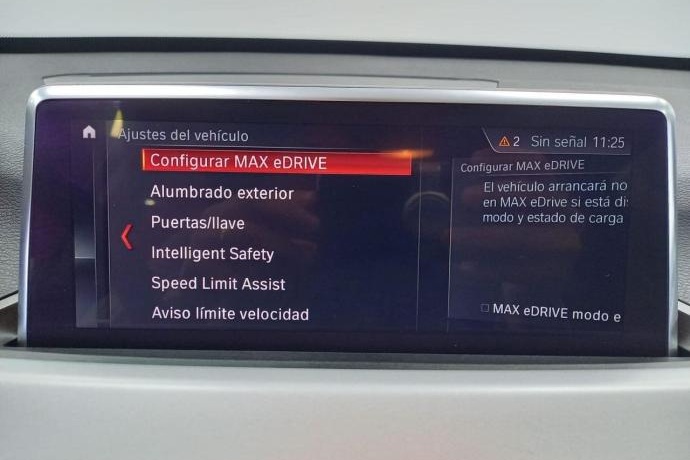 Ajustes del vehículo
2 Sin señal 11:25
Configurar MAX eDRIVE
Alumbrado exterior
Puertas/llave
Intelligent Safety
Speed Limit Assist
Aviso límite velocidad
Configurar MAX eDRIVE
El vehículo arrancará no
en MAX eDrive si está di
modo y estado de carga
MAX eDRIVE modo e